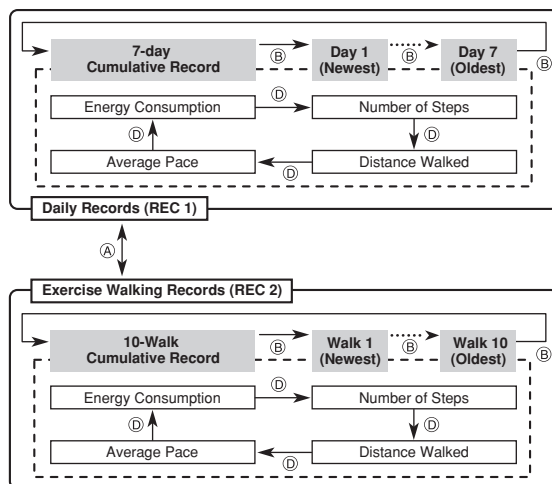 7-day
Cumulative Record
Ⓑ
Day 1
(Newest)
Ⓑ
Day 7
(Oldest)
Ⓑ
Energy Consumption
Ⓓ
Number of Steps
Ⓓ
Ⓓ
Average Pace
Ⓓ
Distance Walked
Daily Records (REC 1)
Ⓐ
Exercise Walking Records (REC 2)
10-Walk
Cumulative Record
Ⓑ
Walk 1
(Newest)
Ⓑ
Walk 10
(Oldest)
Ⓑ
Energy Consumption
Ⓓ
Number of Steps
Ⓓ
Ⓓ
Average Pace
Ⓓ
Distance Walked